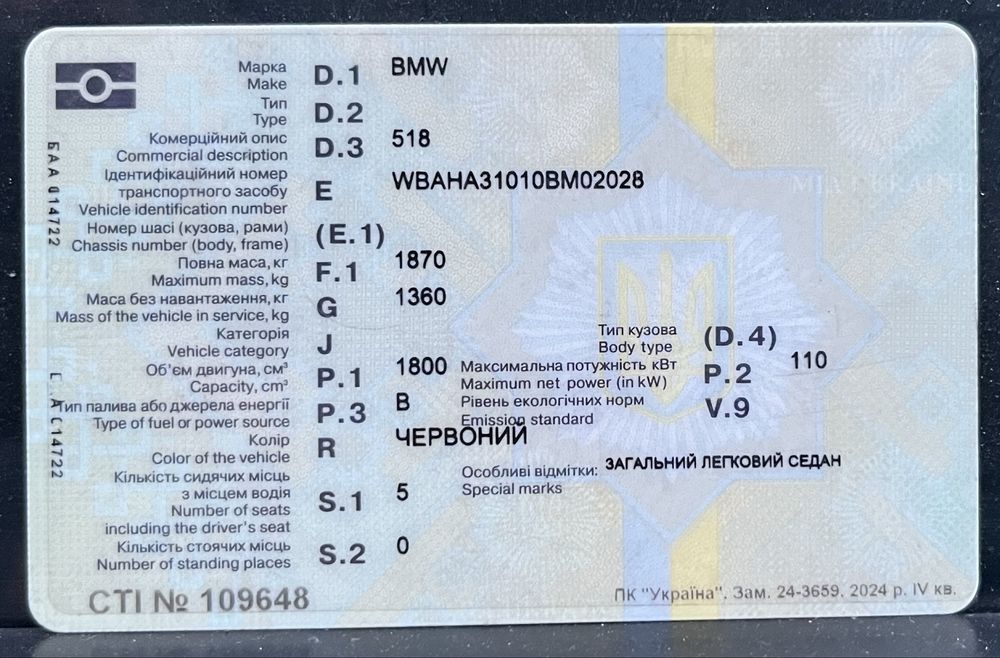 Марка D.1 BMW
Make
Тип D.2
Type
Комерційний опис D.3 518
Commercial description
Ідентифікаційний номер
транспортного засобу E WBAHA31010BM02028
Vehicle identification number
Номер шасі (кузова, рами) (E.1)
Chassis number (body, frame)
Повна маса, кг F.1 1870
Maximum mass, kg
Маса без навантаження, кг G 1360
Mass of the vehicle in service, kg
Категорія J
Vehicle category
Тип кузова (D.4)
Body type
Об'єм двигуна, см³ P.1 1800
Capacity, cm³
Максимальна потужність кВт P.2 110
Maximum net power (in kW)
Тип палива або джерела енергії P.3 B
Type of fuel or power source
Рівень екологічних норм V.9
Emission standard
Колір R ЧЕРВОНИЙ
Color of the vehicle
Особливі відмітки: ЗАГАЛЬНИЙ ЛЕГКОВИЙ СЕДАН
Special marks
Кількість сидячих місць
з місцем водія S.1 5
Number of seats
including the driver's seat
Кількість стоячих місць S.2 0
Number of standing places
СТІ № 109648
ПК "Україна", Зам. 24-3659, 2024 р. IV кв.